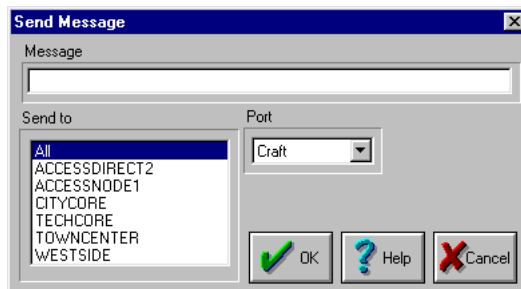 Send Message
Message
Send to
Port
All
ACCESSDIRECT2
ACCESSNODE1
CITYCORE
TECHCORE
TOWNCENTER
WESTSIDE
Craft
OK
Help
Cancel